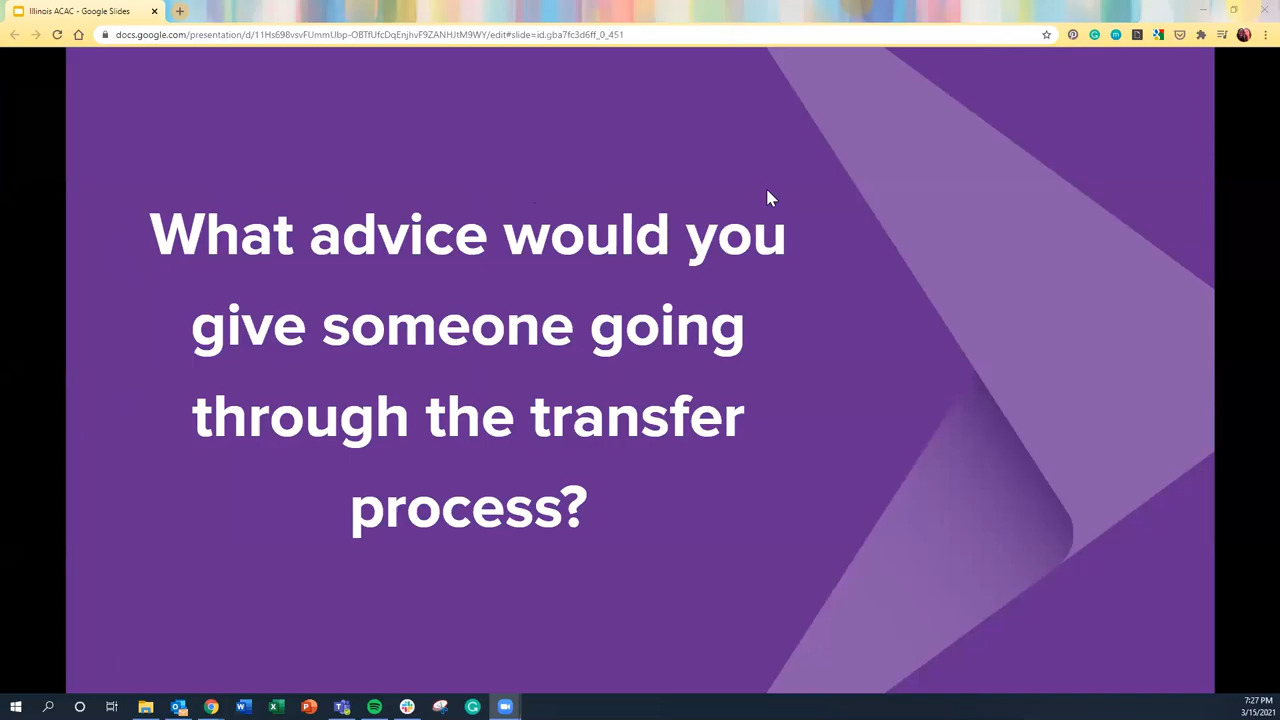 Illinois ACAC - Google Slides
docs.google.com/presentation/d/11Hs698vsvFUmmUbp-OBTfUfcDqEnjhvF9ZANHJtM9WY/edit#slide=id.gba7fc3d6ff_0_451
What advice would you
give someone going
through the transfer
process?
7:27 PM
3/15/2021